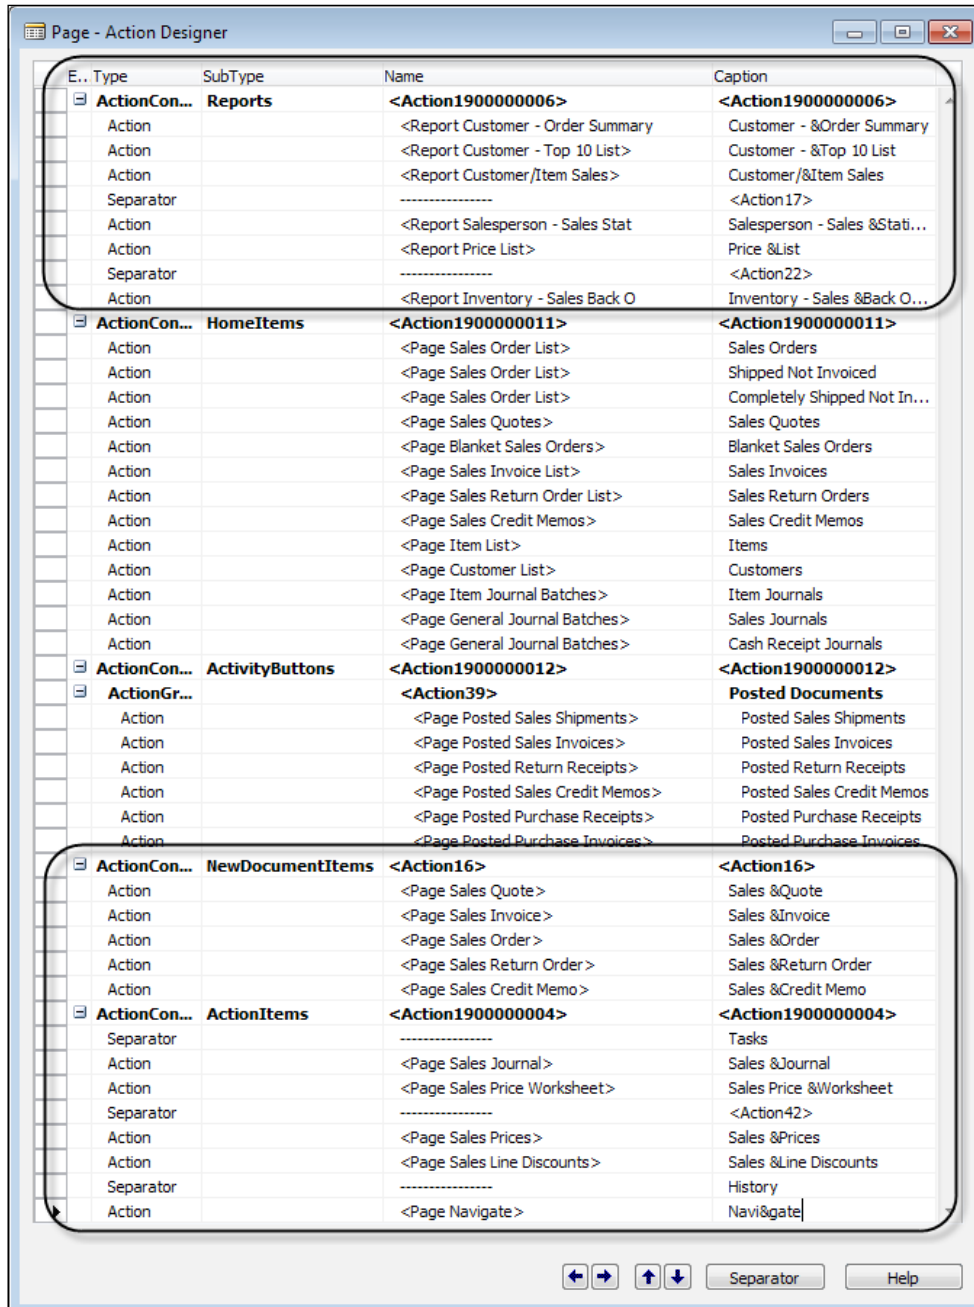 Page - Action Designer
E.. Type SubType Name Caption
ActionCon... Reports <Action1900000006> <Action1900000006>
Action <Report Customer - Order Summary Customer - &Order Summary
Action <Report Customer - Top 10 List> Customer - &Top 10 List
Action <Report Customer/Item Sales> Customer/&Item Sales
Separator ---------------- <Action17>
Action <Report Salesperson - Sales Stat Salesperson - Sales &Stati...
Action <Report Price List> Price &List
Separator ---------------- <Action22>
Action <Report Inventory - Sales Back O Inventory - Sales &Back O...
ActionCon... HomeItems <Action1900000011> <Action1900000011>
Action <Page Sales Order List> Sales Orders
Action <Page Sales Order List> Shipped Not Invoiced
Action <Page Sales Order List> Completely Shipped Not In...
Action <Page Sales Quotes> Sales Quotes
Action <Page Blanket Sales Orders> Blanket Sales Orders
Action <Page Sales Invoice List> Sales Invoices
Action <Page Sales Return Order List> Sales Return Orders
Action <Page Sales Credit Memos> Sales Credit Memos
Action <Page Item List> Items
Action <Page Customer List> Customers
Action <Page Item Journal Batches> Item Journals
Action <Page General Journal Batches> Sales Journals
Action <Page General Journal Batches> Cash Receipt Journals
ActionCon... ActivityButtons <Action1900000012> <Action1900000012>
ActionGr... <Action39> Posted Documents
Action <Page Posted Sales Shipments> Posted Sales Shipments
Action <Page Posted Sales Invoices> Posted Sales Invoices
Action <Page Posted Return Receipts> Posted Return Receipts
Action <Page Posted Sales Credit Memos> Posted Sales Credit Memos
Action <Page Posted Purchase Receipts> Posted Purchase Receipts
Action <Page Posted Purchase Invoices> Posted Purchase Invoices
ActionCon... NewDocumentItems <Action16> <Action16>
Action <Page Sales Quote> Sales &Quote
Action <Page Sales Invoice> Sales &Invoice
Action <Page Sales Order> Sales &Order
Action <Page Sales Return Order> Sales &Return Order
Action <Page Sales Credit Memo> Sales &Credit Memo
ActionCon... ActionItems <Action1900000004> <Action1900000004>
Separator ---------------- Tasks
Action <Page Sales Journal> Sales &Journal
Action <Page Sales Price Worksheet> Sales Price &Worksheet
Separator ---------------- <Action42>
Action <Page Sales Prices> Sales &Prices
Action <Page Sales Line Discounts> Sales &Line Discounts
Separator ---------------- History
Action <Page Navigate> Navi&gate
Separator Help